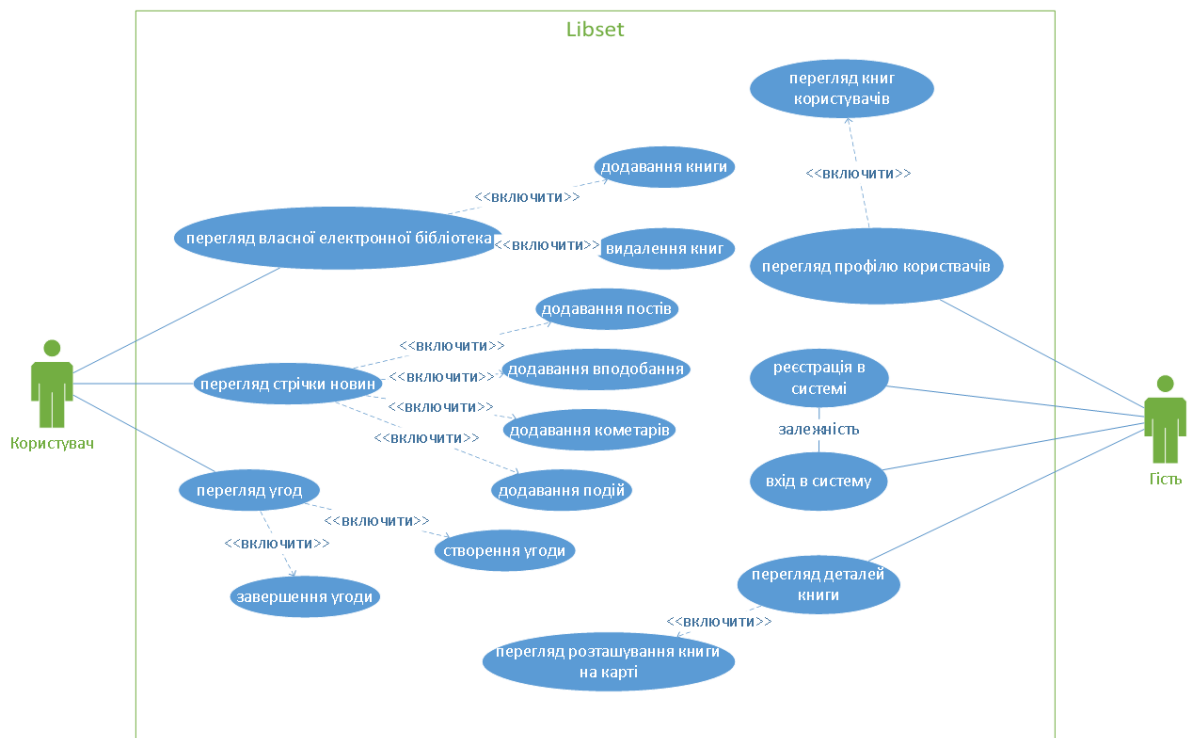 Libset
перегляд книг
користувачів
<<включити>>
додавання книги
<<включити>>
перегляд власної електронної бібліотека
<<включити>>
видалення книг
перегляд профілю користвачів
додавання постів
<<включити>>
перегляд стрічки новин
<<включити>>
додавання вподобання
<<включити>>
додавання кометарів
<<включити>>
додавання подій
реєстрація в
системі
залежність
вхід в систему
Користувач
Гість
перегляд угод
<<включити>>
<<включити>>
створення угоди
завершення угоди
перегляд деталей
книги
<<включити>>
перегляд розташування книги
на карті